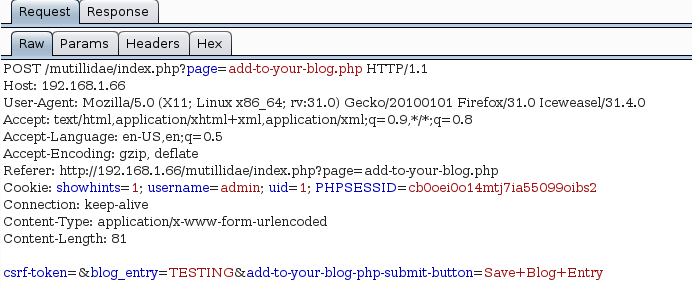 Request Response
Raw Params Headers Hex
POST /mutillidae/index.php?page=add-to-your-blog.php HTTP/1.1
Host: 192.168.1.66
User-Agent: Mozilla/5.0 (X11; Linux x86_64; rv:31.0) Gecko/20100101 Firefox/31.0 Iceweasel/31.4.0
Accept: text/html,application/xhtml+xml,application/xml;q=0.9,*/*;q=0.8
Accept-Language: en-US,en;q=0.5
Accept-Encoding: gzip, deflate
Referer: http://192.168.1.66/mutillidae/index.php?page=add-to-your-blog.php
Cookie: showhints=1; username=admin; uid=1; PHPSESSID=cb0oei0o14mtj7ia55099oibs2
Connection: keep-alive
Content-Type: application/x-www-form-urlencoded
Content-Length: 81
csrf-token=&blog_entry=TESTING&add-to-your-blog-php-submit-button=Save+Blog+Entry